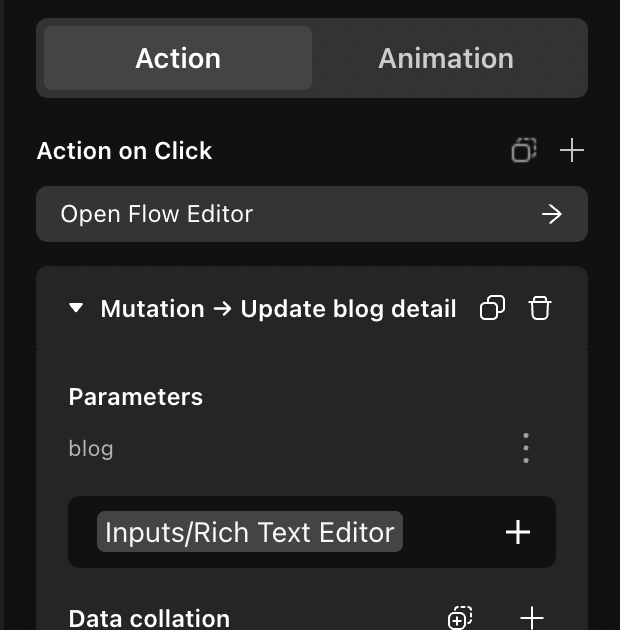 Action
Animation
Action on Click
Open Flow Editor
Mutation → Update blog detail
Parameters
blog
Inputs/Rich Text Editor
Data collation